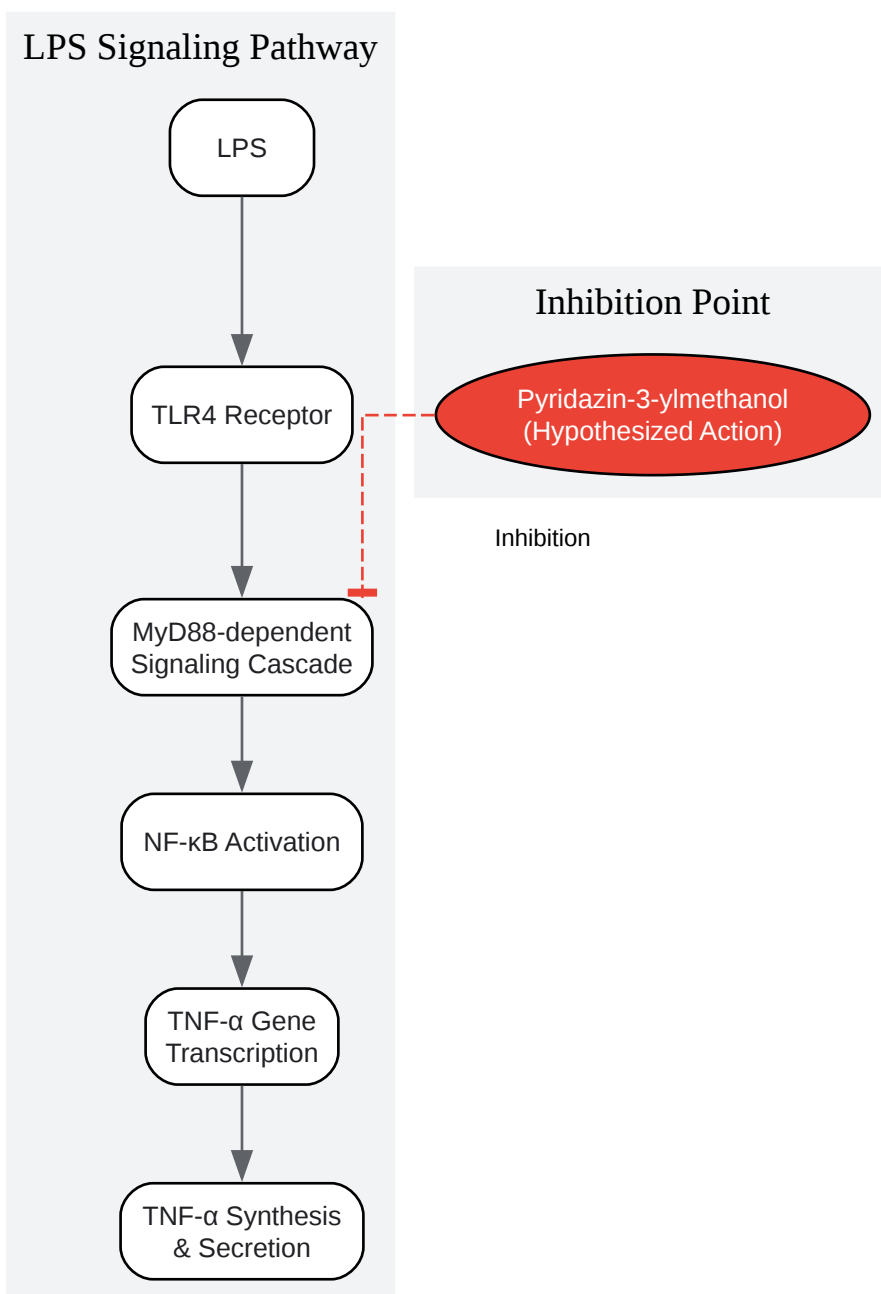 LPS Signaling Pathway
LPS
Inhibition Point
TLR4 Receptor
Pyridazin-3-ylmethanol
(Hypothesized Action)
Inhibition
MyD88-dependent
Signaling Cascade
NF-κB Activation
TNF-α Gene
Transcription
TNF-α Synthesis
& Secretion